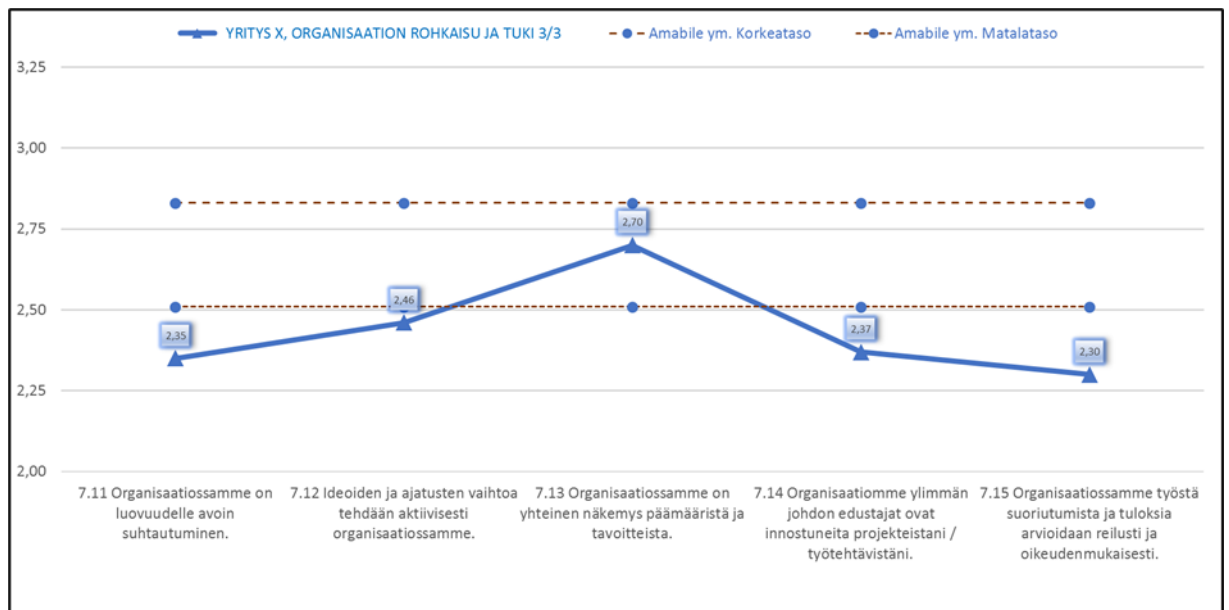 YRITYS X, ORGANISAATION ROHKAISU JA TUKI 3/3 Amabile ym. Korkeataso Amabile ym. Matalataso
3,25
3,00
2,75
2,50
2,25
2,00
2,35
2,46
2,70
2,37
2,30
7.11 Organisaatiossamme on
luovuudelle avoin
suhtautuminen.
7.12 Ideoiden ja ajatusten vaihtoa
tehdään aktiivisesti
organisaatiossamme.
7.13 Organisaatiossamme on
yhteinen näkemys päämääristä ja
tavoitteista.
7.14 Organisaatiomme ylimmän
johdon edustajat ovat
innostuneita projekteistani /
työtehtävistäni.
7.15 Organisaatiossamme työstä
suoriutumista ja tuloksia
arvioidaan reilusti ja
oikeudenmukaisesti.